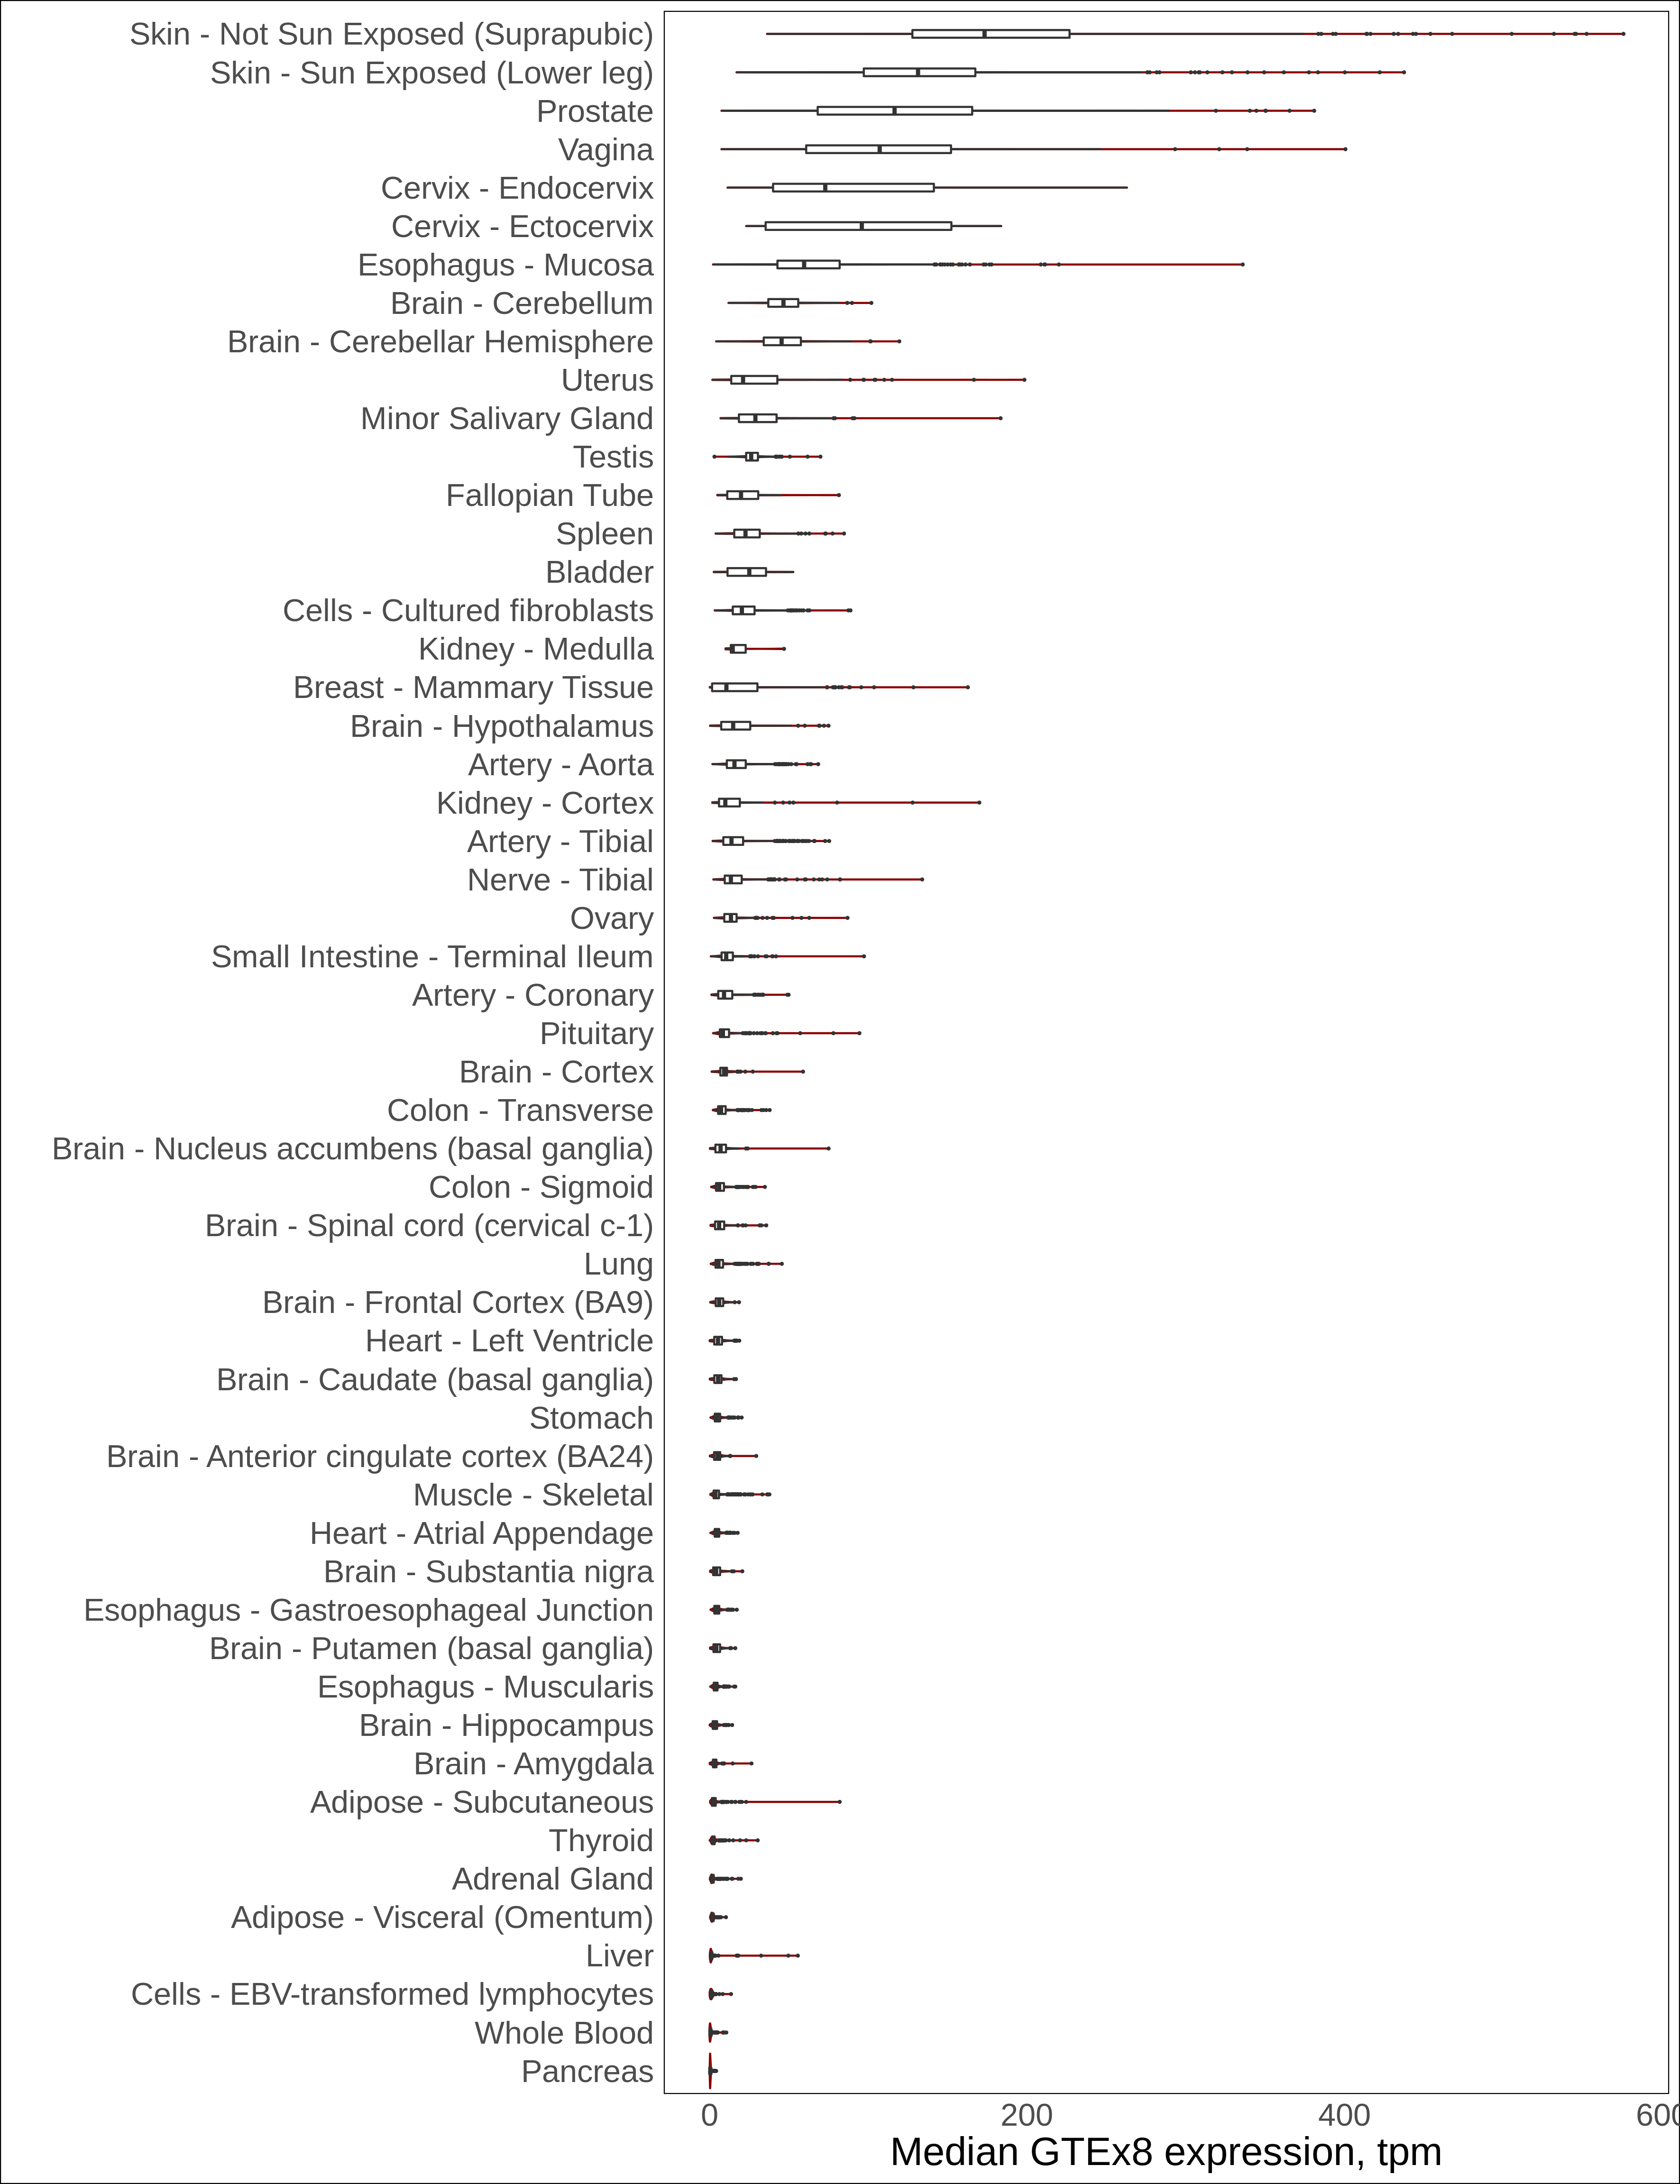 Skin - Not Sun Exposed (Suprapubic)
Skin - Sun Exposed (Lower leg)
Prostate
Vagina
Cervix - Endocervix
Cervix - Ectocervix
Esophagus - Mucosa
Brain - Cerebellum
Brain - Cerebellar Hemisphere
Uterus
Minor Salivary Gland
Testis
Fallopian Tube
Spleen
Bladder
Cells - Cultured fibroblasts
Kidney - Medulla
Breast - Mammary Tissue
Brain - Hypothalamus
Artery - Aorta
Kidney - Cortex
Artery - Tibial
Nerve - Tibial
Ovary
Small Intestine - Terminal Ileum
Artery - Coronary
Pituitary
Brain - Cortex
Colon - Transverse
Brain - Nucleus accumbens (basal ganglia)
Colon - Sigmoid
Brain - Spinal cord (cervical c-1)
Lung
Brain - Frontal Cortex (BA9)
Heart - Left Ventricle
Brain - Caudate (basal ganglia)
Stomach
Brain - Anterior cingulate cortex (BA24)
Muscle - Skeletal
Heart - Atrial Appendage
Brain - Substantia nigra
Esophagus - Gastroesophageal Junction
Brain - Putamen (basal ganglia)
Esophagus - Muscularis
Brain - Hippocampus
Brain - Amygdala
Adipose - Subcutaneous
Thyroid
Adrenal Gland
Adipose - Visceral (Omentum)
Liver
Cells - EBV-transformed lymphocytes
Whole Blood
Pancreas
0 200 400 600
Median GTEx8 expression, tpm